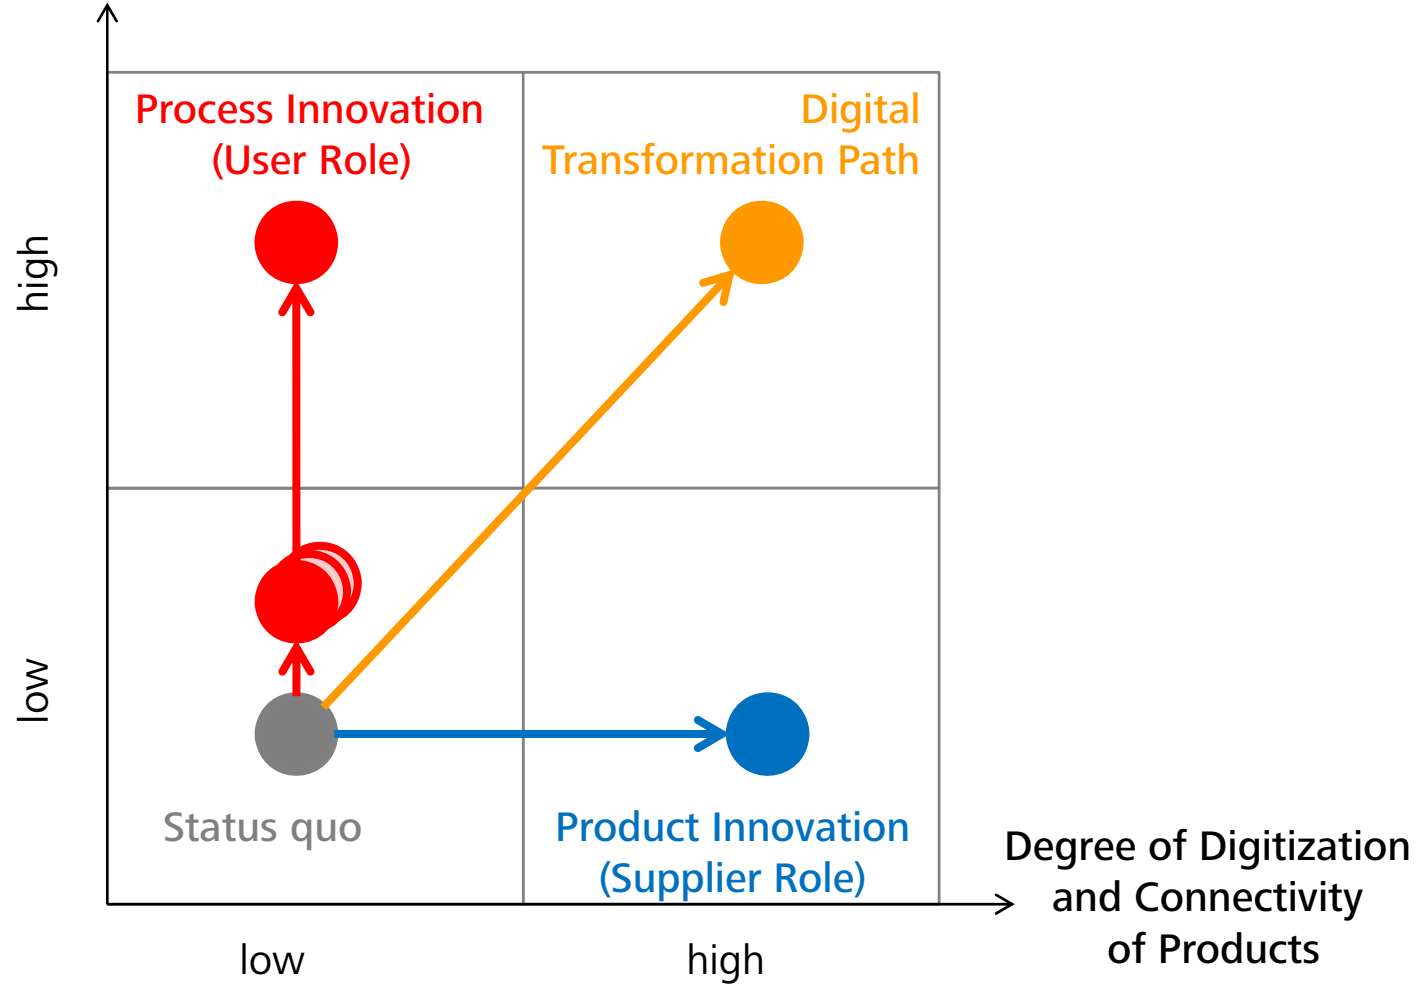 Process Innovation
(User Role)
Digital
Transformation Path
high
low
Status quo
Product Innovation
(Supplier Role)
Degree of Digitization
and Connectivity
of Products
low
high